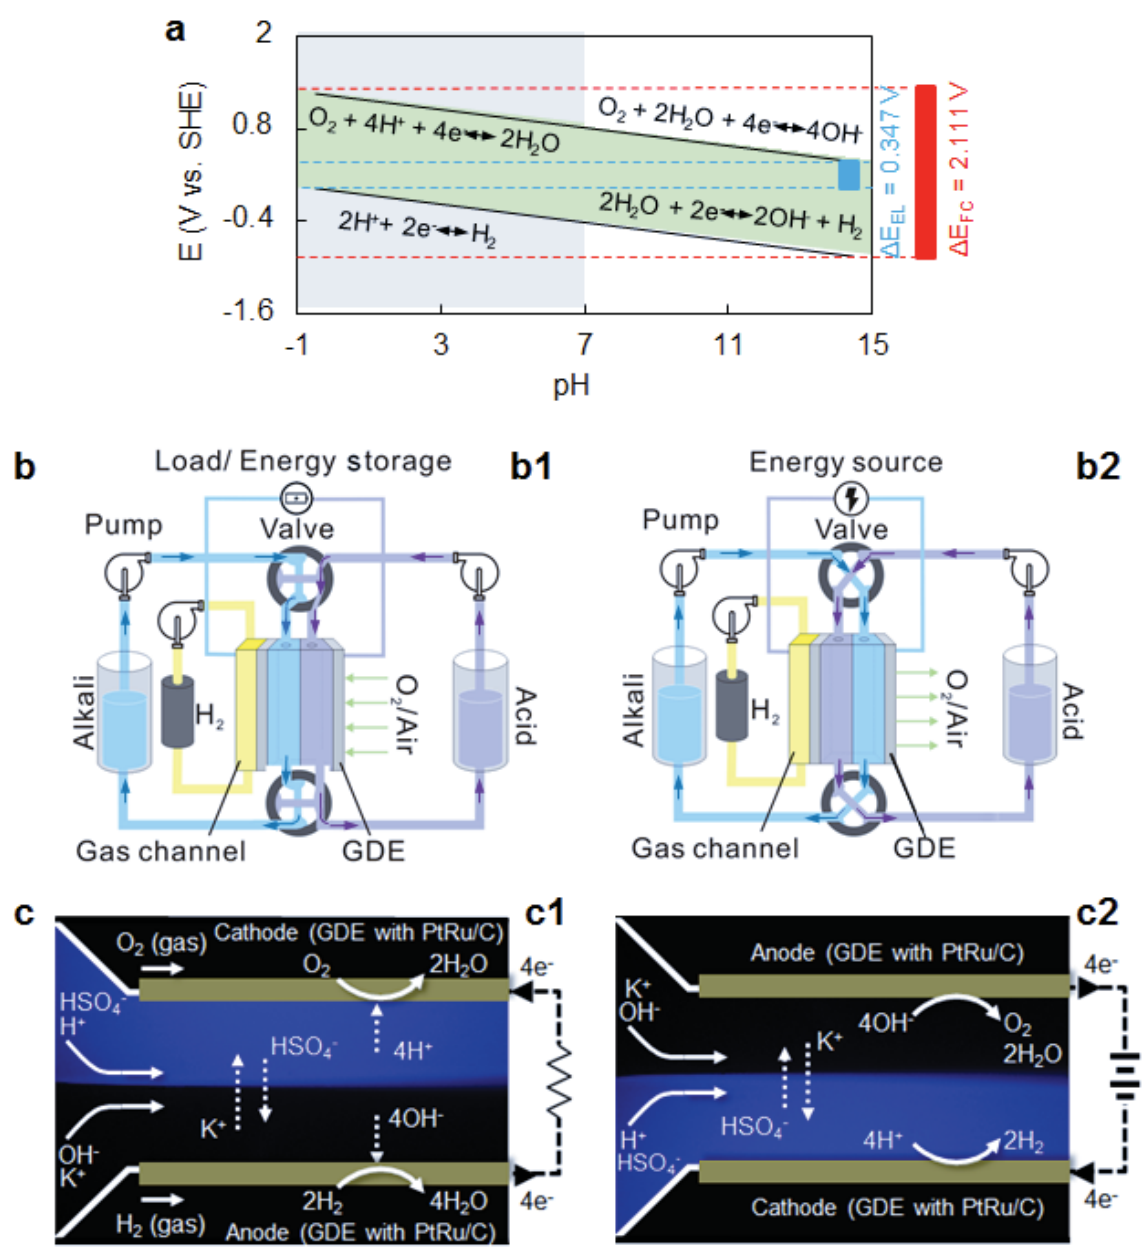 a
2
0.8
-0.4
-1.6
E (V vs. SHE)
O₂ + 4H⁺ + 4e⁻↔2H₂O
O₂ + 2H₂O + 4e⁻↔4OH⁻
2H⁺+ 2e⁻↔H₂
2H₂O + 2e⁻↔2OH⁻ + H₂
ΔE_EL = 0.347 V
ΔE_FC = 2.111 V
-1 3 7 11 15
pH
b
Load/ Energy storage
b1
Pump
Valve
Alkali
H₂
O₂/Air
Acid
Gas channel
GDE
Energy source
b2
Pump
Valve
Alkali
H₂
O₂/Air
Acid
Gas channel
GDE
c
c1
Cathode (GDE with PtRu/C)
O₂ (gas)
O₂
2H₂O
4e⁻
HSO₄⁻
H⁺
HSO₄⁻
4H⁺
K⁺
4OH⁻
OH⁻
K⁺
2H₂
4H₂O
4e⁻
H₂ (gas)
Anode (GDE with PtRu/C)
c2
Anode (GDE with PtRu/C)
4e⁻
K⁺
OH⁻
4OH⁻
O₂
2H₂O
K⁺
HSO₄⁻
H⁺
HSO₄⁻
4H⁺
2H₂
4e⁻
Cathode (GDE with PtRu/C)